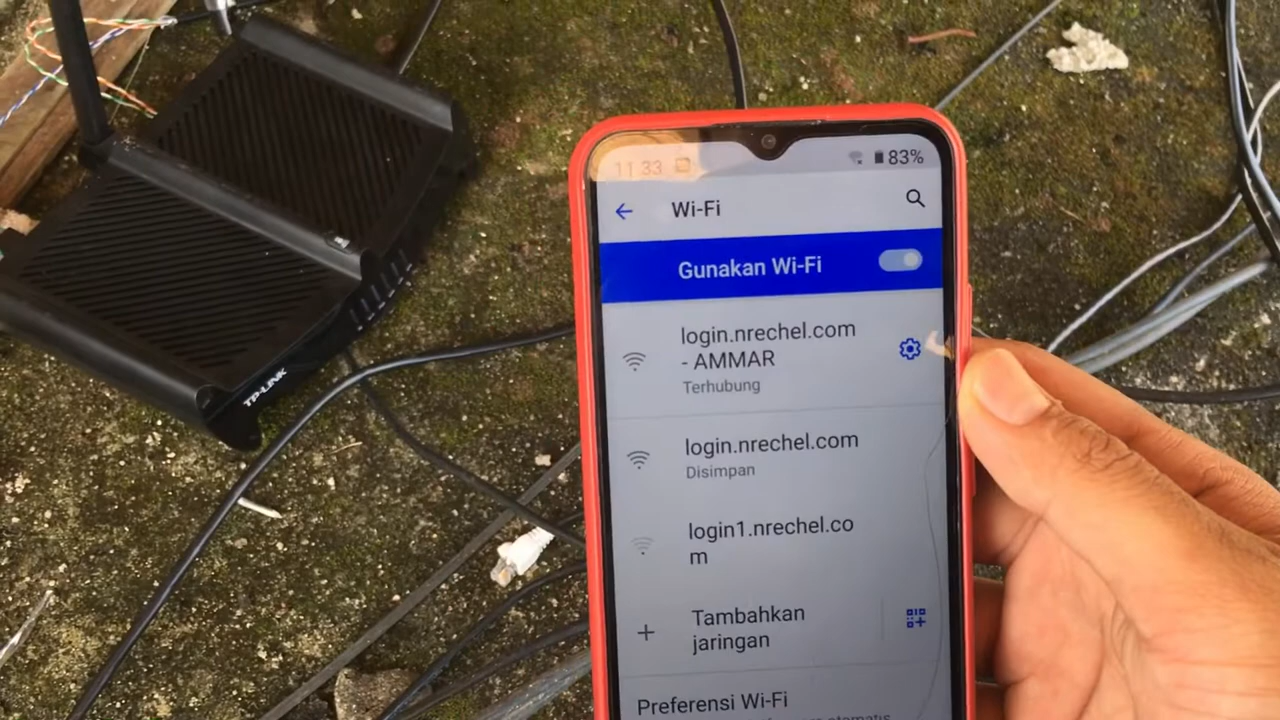 TP-LINK
11 33
83%
Wi-Fi
Gunakan Wi-Fi
login.nrechel.com
- AMMAR
Terhubung
login.nrechel.com
Disimpan
login1.nrechel.co
m
Tambahkan
jaringan
Preferensi Wi-Fi
otomatis